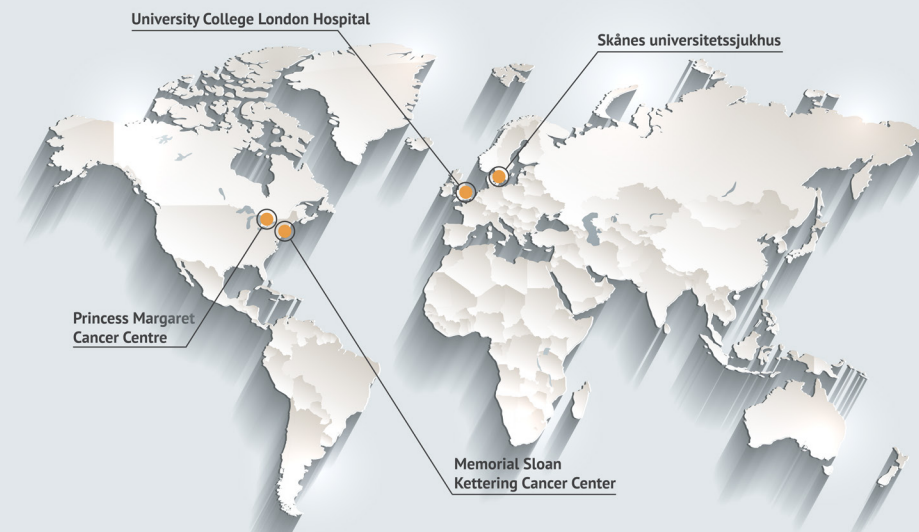 University College London Hospital
Skånes universitetssjukhus
Princess Margaret
Cancer Centre
Memorial Sloan
Kettering Cancer Center